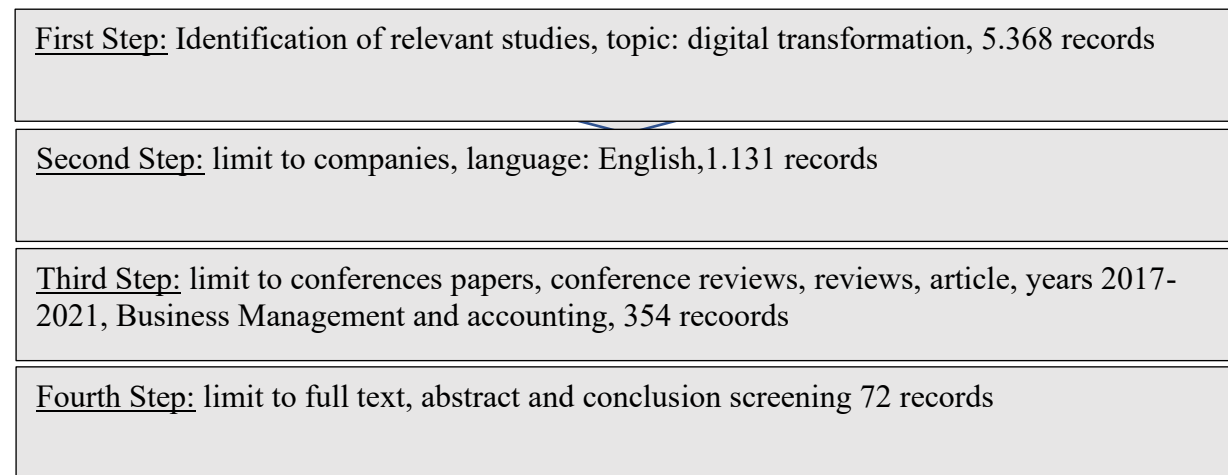 First Step: Identification of relevant studies, topic: digital transformation, 5.368 records
Second Step: limit to companies, language: English,1.131 records
Third Step: limit to conferences papers, conference reviews, reviews, article, years 2017-
2021, Business Management and accounting, 354 recoords
Fourth Step: limit to full text, abstract and conclusion screening 72 records